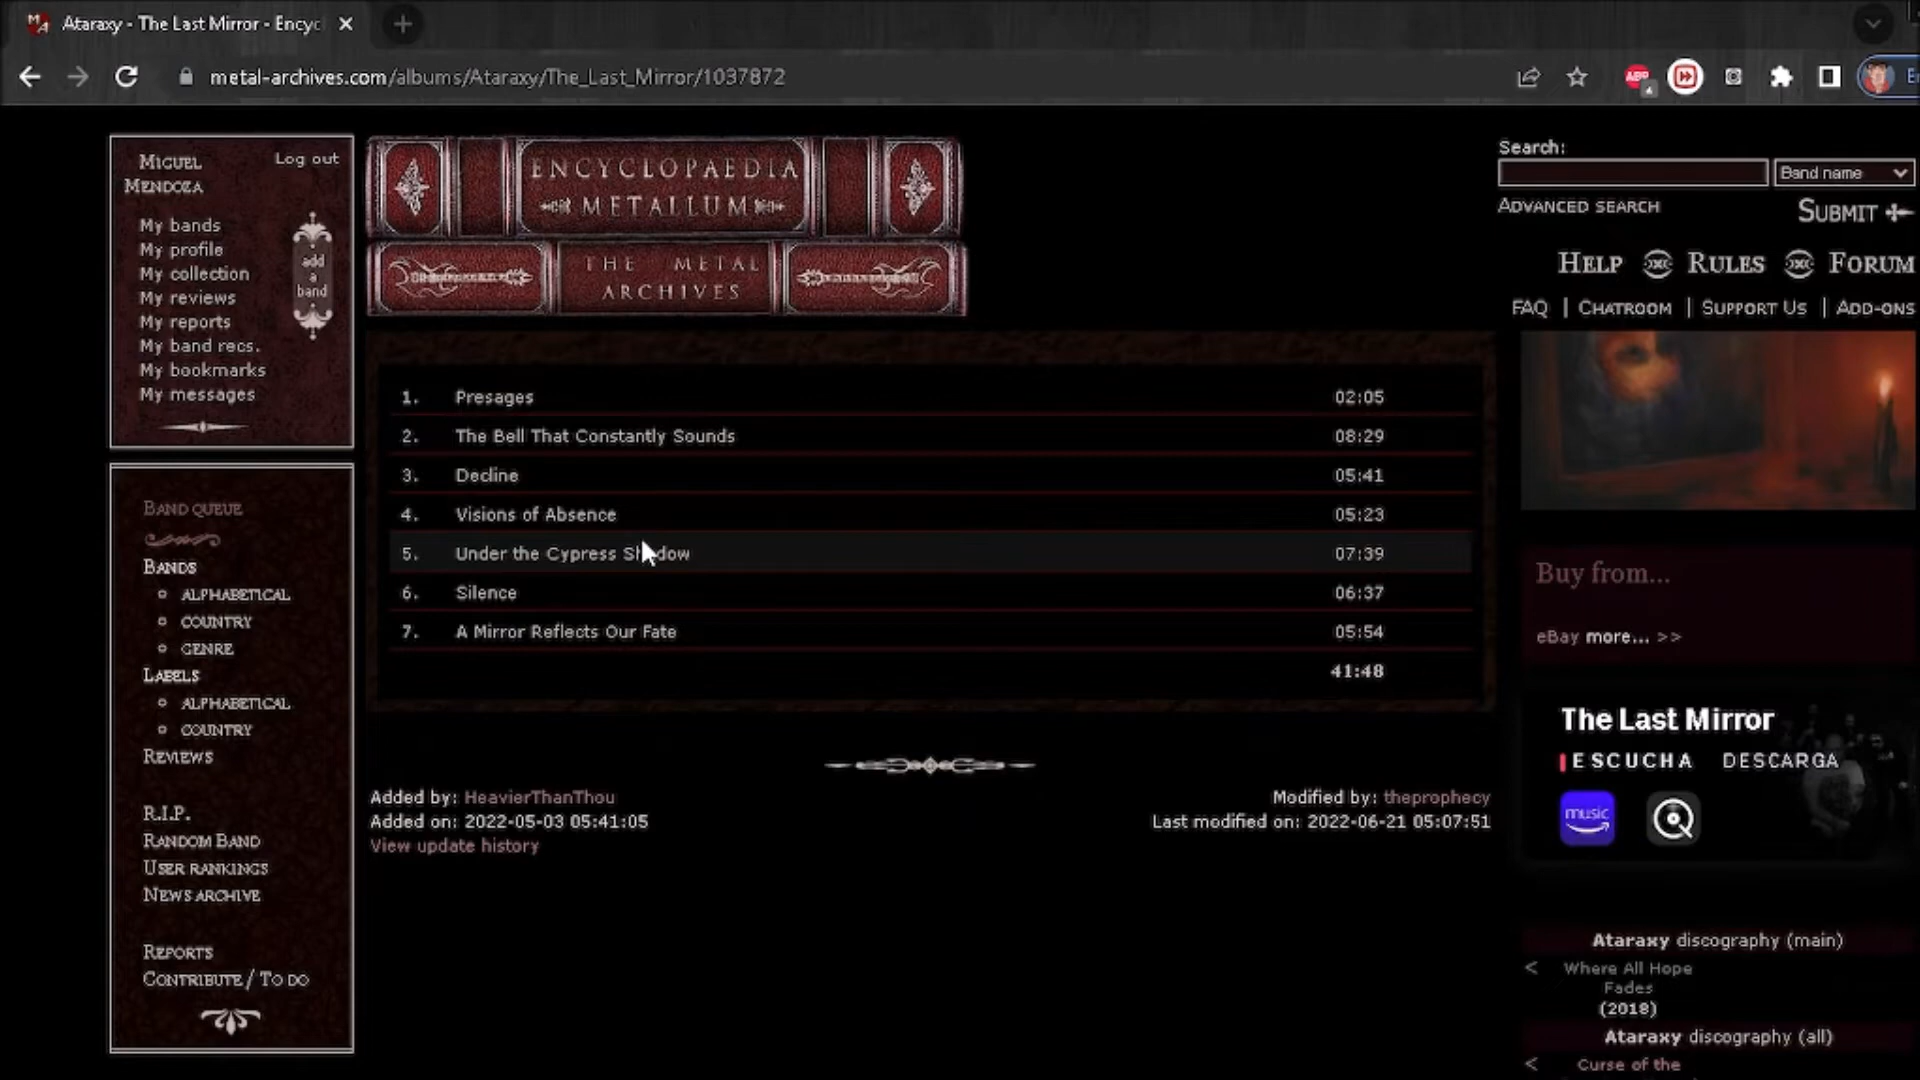 Ataraxy - The Last Mirror - Encyc
metal-archives.com/albums/Ataraxy/The_Last_Mirror/1037872
ABP
Miguel Mendoza
Log out
My bands
My profile
My collection
My reviews
My reports
My band recs.
My bookmarks
My messages
add
a
band
ENCYCLOPAEDIA
METALLUM
THE METAL
ARCHIVES
Search:
Band name
Advanced search
Submit
Help
Rules
Forum
FAQ | Chatroom | Support Us | Add-ons
Band queue
Bands
Alphabetical
Country
Genre
Labels
Alphabetical
Country
Reviews
R.I.P.
Random Band
User rankings
News archive
Reports
Contribute / To do
1. Presages 02:05
2. The Bell That Constantly Sounds 08:29
3. Decline 05:41
4. Visions of Absence 05:23
5. Under the Cypress Shadow 07:39
6. Silence 06:37
7. A Mirror Reflects Our Fate 05:54
41:48
Added by: HeavierThanThou
Modified by: theprophecy
Added on: 2022-05-03 05:41:05
Last modified on: 2022-06-21 05:07:51
View update history
Buy from...
eBay more... >>
The Last Mirror
ESCUCHA DESCARGA
music
Ataraxy discography (main)
< Where All Hope
Fades
(2018)
Ataraxy discography (all)
< Curse of the